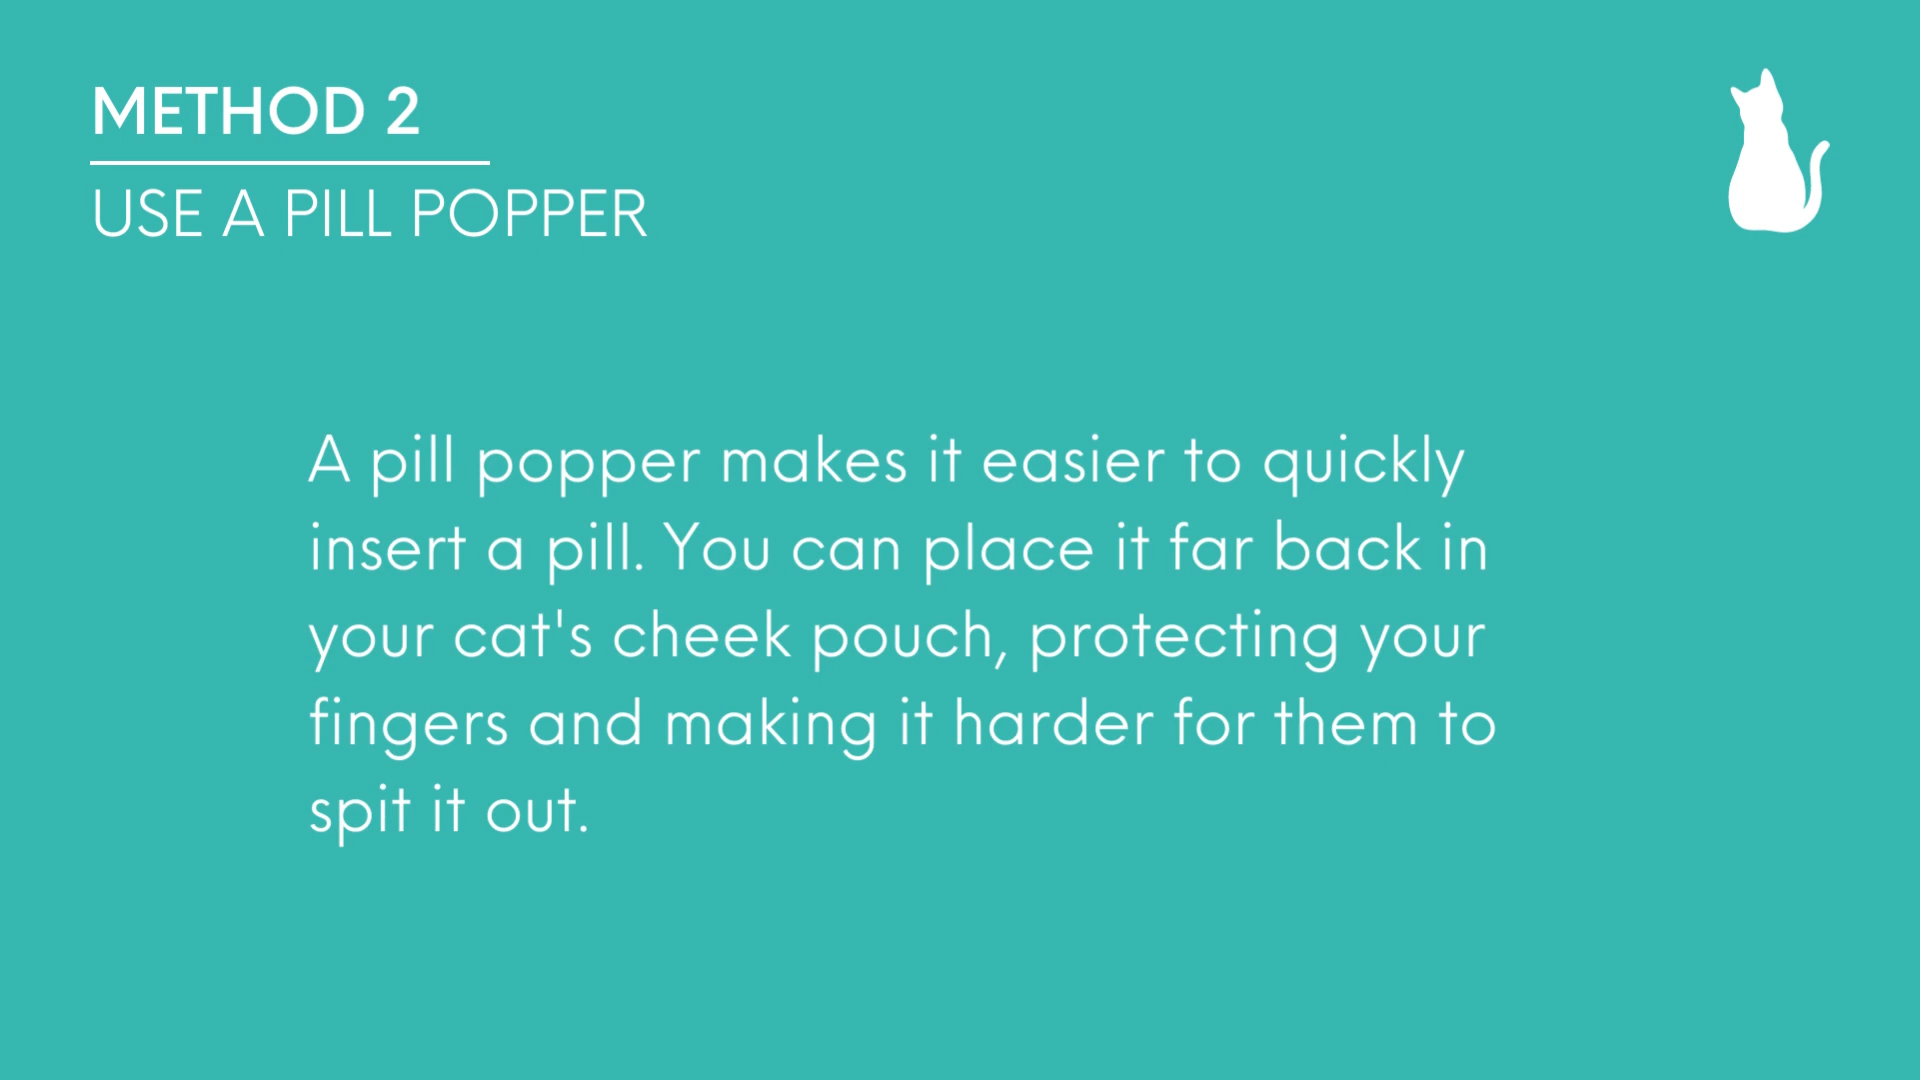 METHOD 2
USE A PILL POPPER
A pill popper makes it easier to quickly
insert a pill. You can place it far back in
your cat's cheek pouch, protecting your
fingers and making it harder for them to
spit it out.